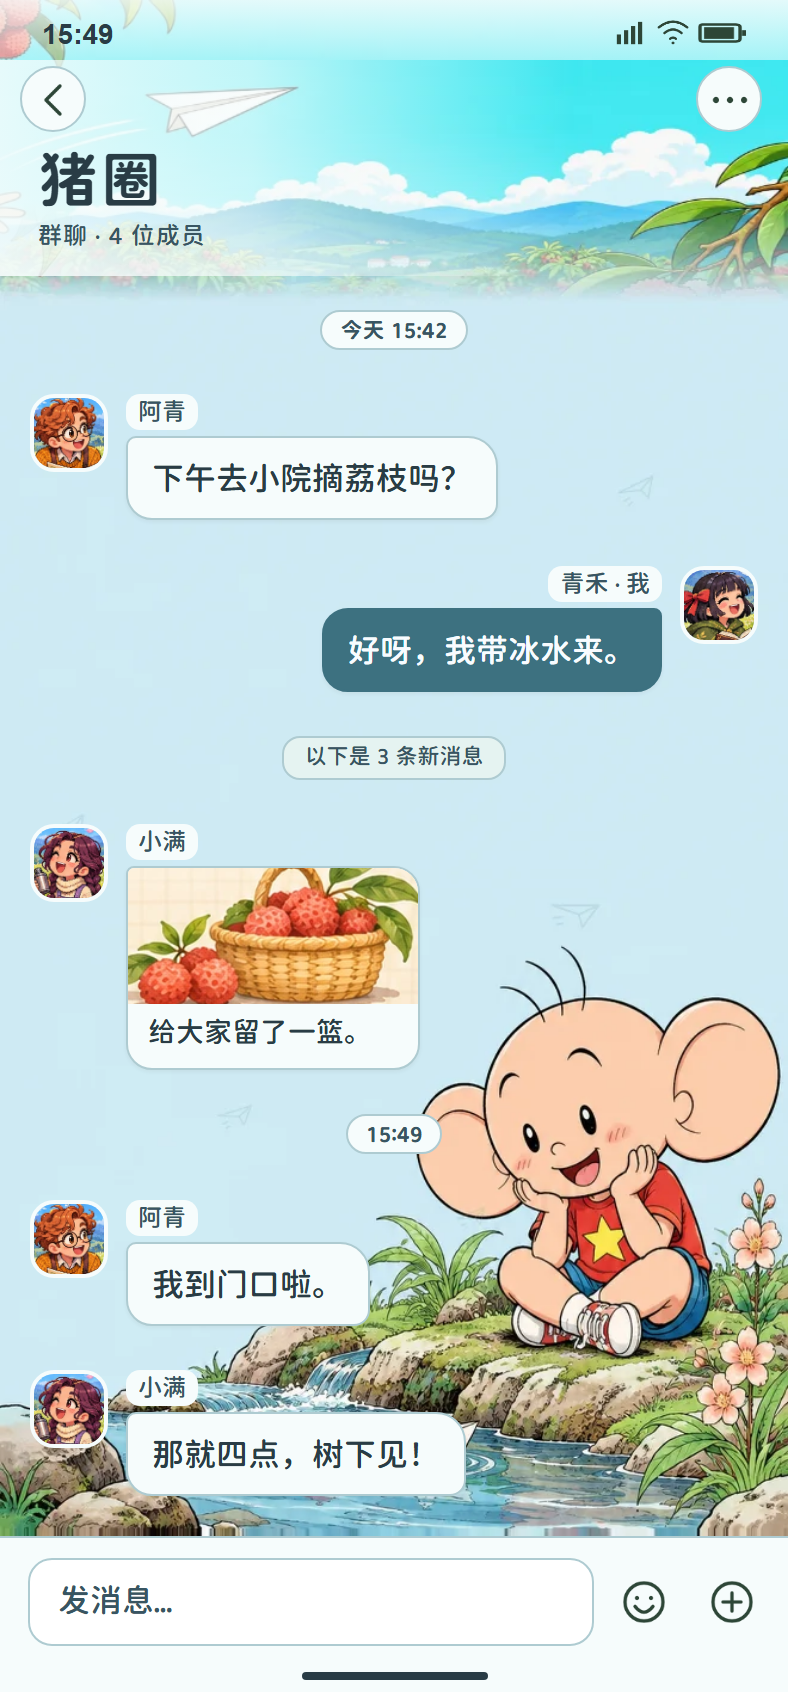 15:49
猪圈
群聊 · 4 位成员
今天 15:42
阿青
下午去小院摘荔枝吗？
青禾 · 我
好呀，我带冰水来。
以下是 3 条新消息
小满
给大家留了一篮。
15:49
阿青
我到门口啦。
小满
那就四点，树下见！
发消息…